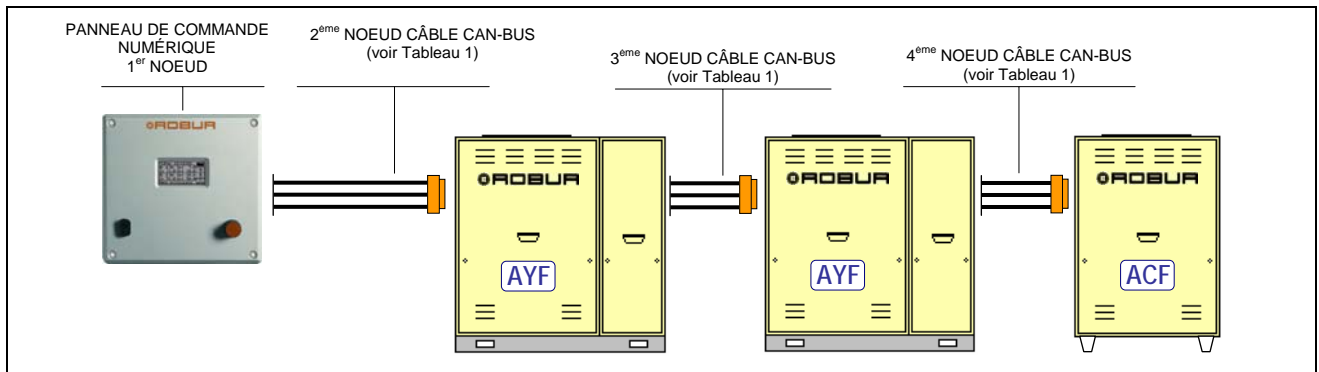 PANNEAU DE COMMANDE
NUMÉRIQUE
1er NOEUD
2ème NOEUD CÂBLE CAN-BUS
(voir Tableau 1)
3ème NOEUD CÂBLE CAN-BUS
(voir Tableau 1)
4ème NOEUD CÂBLE CAN-BUS
(voir Tableau 1)
ROBUR
ROBUR
ROBUR
ROBUR
AYF
AYF
ACF